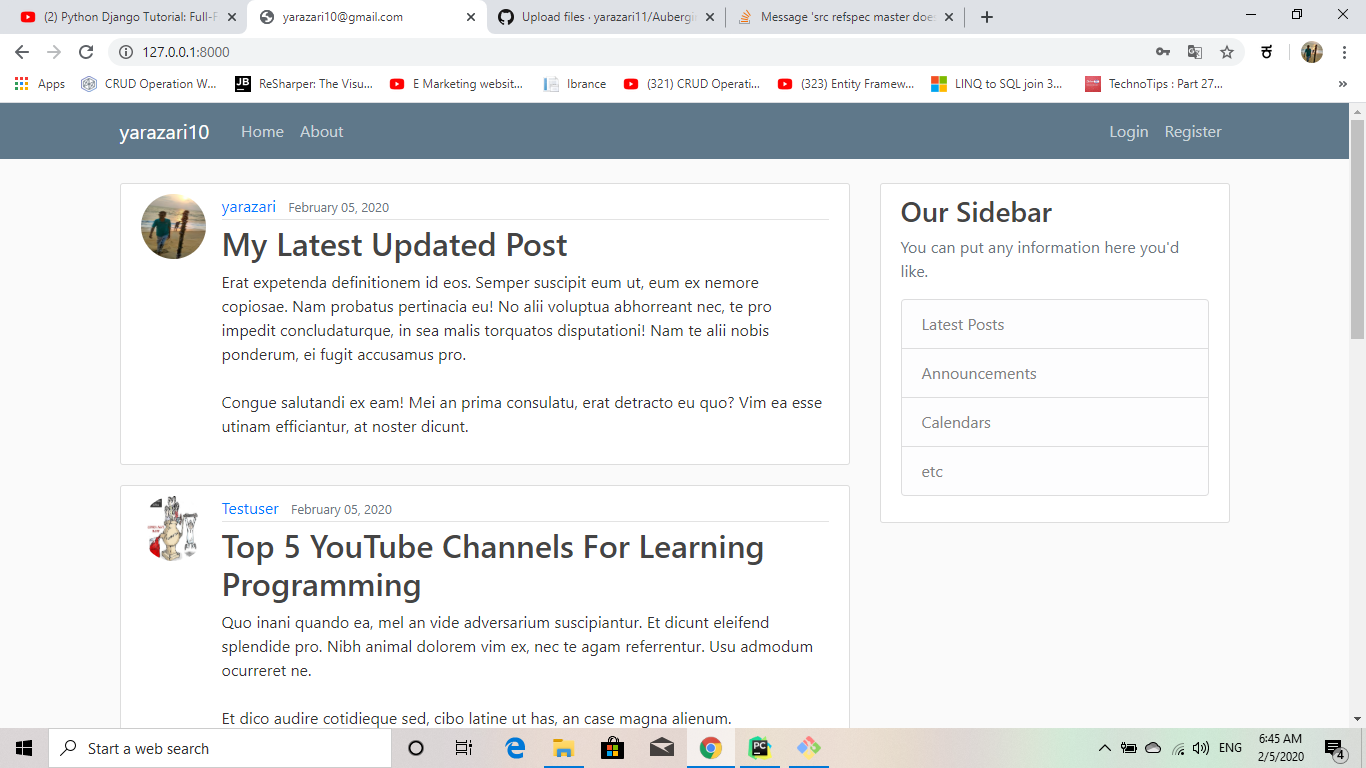 (2) Python Django Tutorial: Full-F
yarazari10@gmail.com
Upload files · yarazari11/Aubergi
Message 'src refspec master doe
127.0.0.1:8000
Apps
CRUD Operation W...
JB
ReSharper: The Visu...
E Marketing websit...
Ibrance
(321) CRUD Operati...
(323) Entity Framew...
LINQ to SQL join 3...
TechnoTips : Part 27...
»
yarazari10
Home
About
Login
Register
yarazari
February 05, 2020
My Latest Updated Post
Erat expetenda definitionem id eos. Semper suscipit eum ut, eum ex nemore
copiosae. Nam probatus pertinacia eu! No alii voluptua abhorreant nec, te pro
impedit concludaturque, in sea malis torquatos disputationi! Nam te alii nobis
ponderum, ei fugit accusamus pro.
Congue salutandi ex eam! Mei an prima consulatu, erat detracto eu quo? Vim ea esse
utinam efficiantur, at noster dicunt.
Our Sidebar
You can put any information here you'd
like.
Latest Posts
Announcements
Calendars
etc
Testuser
February 05, 2020
Top 5 YouTube Channels For Learning
Programming
Quo inani quando ea, mel an vide adversarium suscipiantur. Et dicunt eleifend
splendide pro. Nibh animal dolorem vim ex, nec te agam referrentur. Usu admodum
ocurreret ne.
Et dico audire cotidieque sed, cibo latine ut has, an case magna alienum.
Start a web search
PC
ENG
6:45 AM
2/5/2020
4